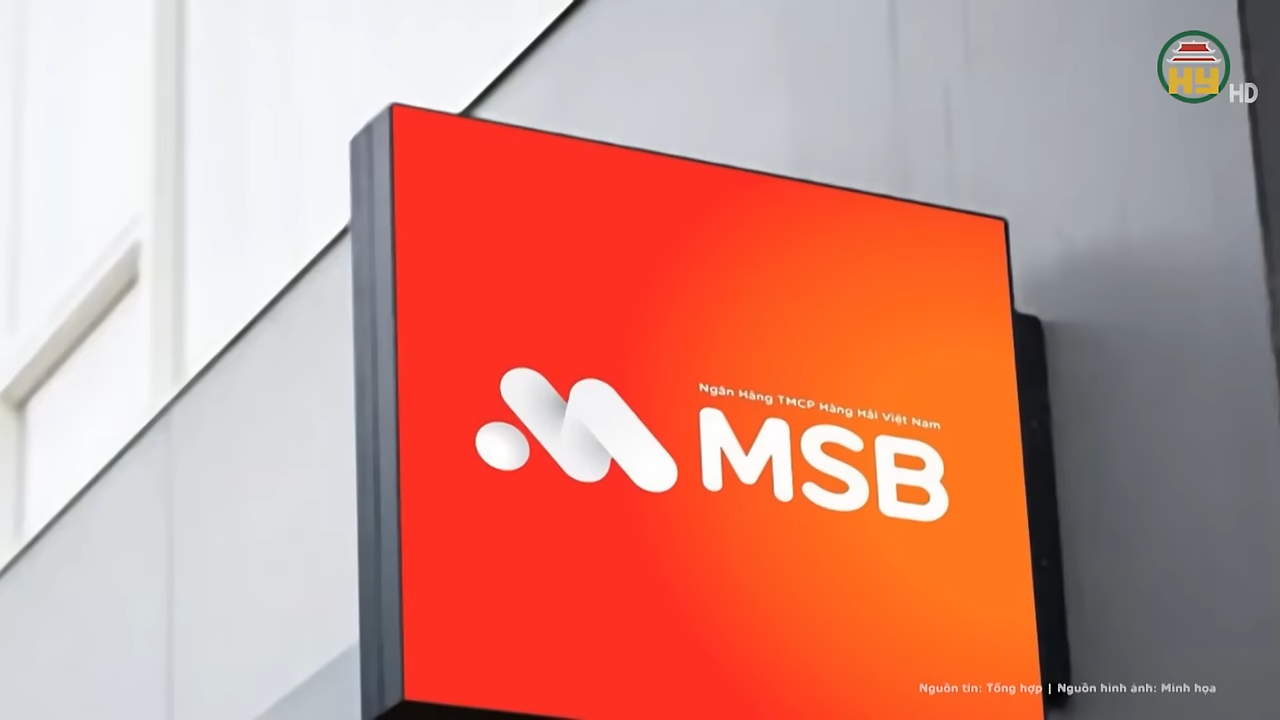 HY HD
Ngân Hàng TMCP Hàng Hải Việt Nam
MSB
Nguồn tin: Tổng hợp | Nguồn hình ảnh: Minh họa